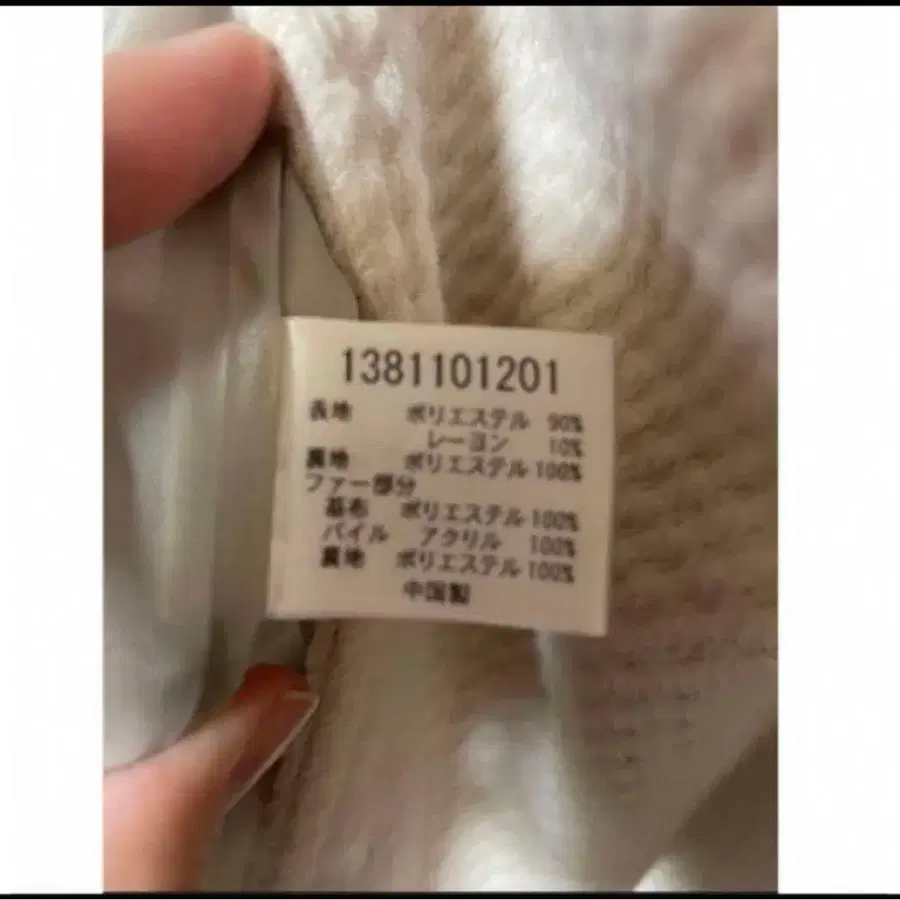 1381101201
表地 ポリエステル 90%
レーヨン 10%
裏地 ポリエステル 100%
ファー部分
基布 ポリエステル 100%
パイル アクリル 100%
裏地 ポリエステル 100%
中国製